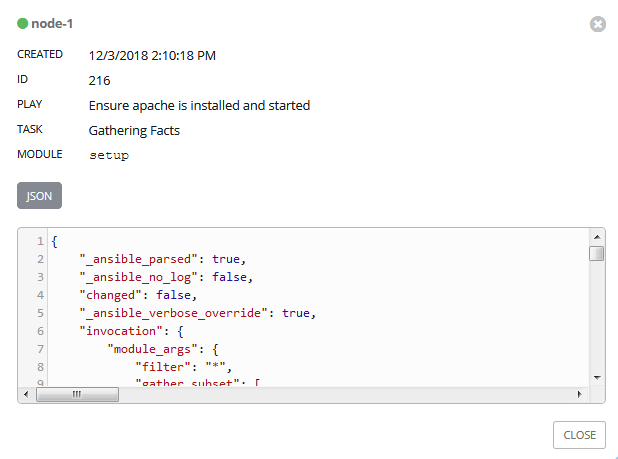 node-1
CREATED 12/3/2018 2:10:18 PM
ID 216
PLAY Ensure apache is installed and started
TASK Gathering Facts
MODULE setup
JSON
1 {
2 "_ansible_parsed": true,
3 "_ansible_no_log": false,
4 "changed": false,
5 "_ansible_verbose_override": true,
6 "invocation": {
7 "module_args": {
8 "filter": "*",
9 "gather_subset": [
CLOSE